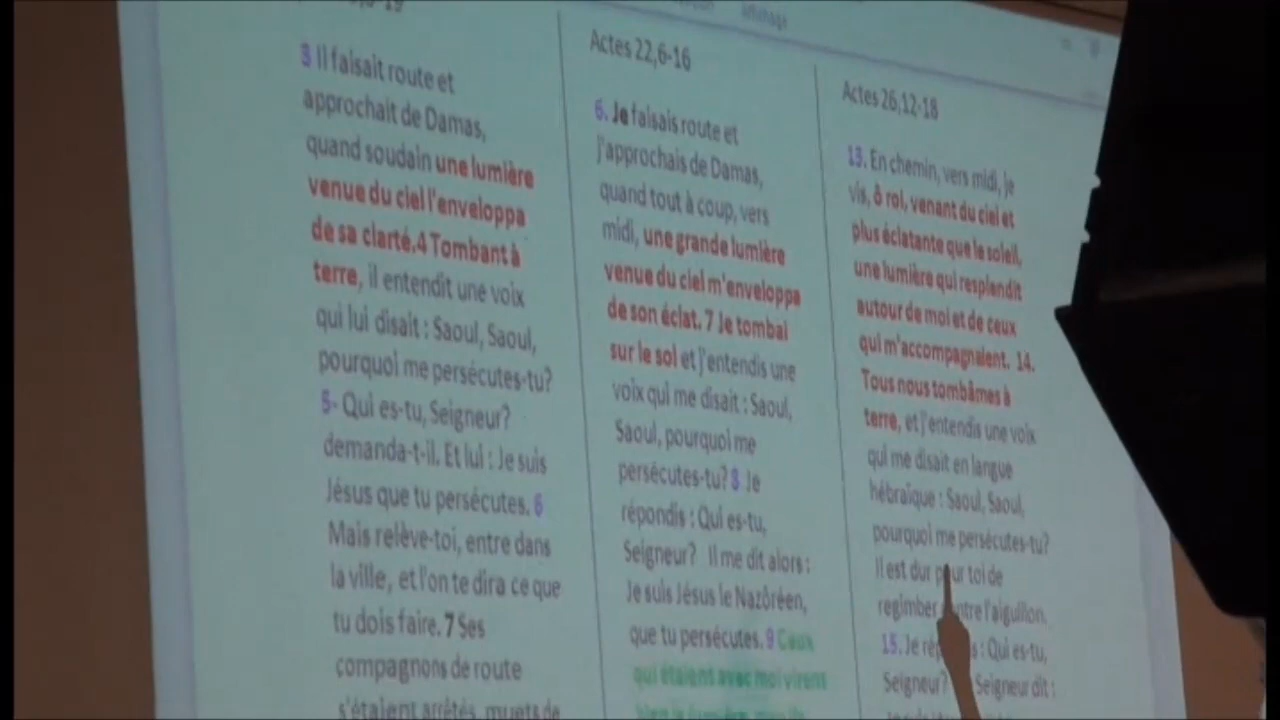 9
Affichage
3 Il faisait route et
approchait de Damas,
quand soudain une lumière
venue du ciel l'enveloppa
de sa clarté.4 Tombant à
terre, il entendit une voix
qui lui disait : Saoul, Saoul,
pourquoi me persécutes-tu?
5- Qui es-tu, Seigneur?
demanda-t-il. Et lui : Je suis
Jésus que tu persécutes. 6
Mais relève-toi, entre dans
la ville, et l'on te dira ce que
tu dois faire. 7 Ses
compagnons de route
s'étaient arrêtés, muets de
Actes 22,6-16
6. Je faisais route et
j'approchais de Damas,
quand tout à coup, vers
midi, une grande lumière
venue du ciel m'enveloppa
de son éclat. 7 Je tombai
sur le sol et j'entendis une
voix qui me disait : Saoul,
Saoul, pourquoi me
persécutes-tu? 8 Je
répondis : Qui es-tu,
Seigneur? Il me dit alors :
Je suis Jésus le Nazôréen,
que tu persécutes. 9 Ceux
qui étaient avec moi virent
bien la lumière, mais ils
Actes 26,12-18
13. En chemin, vers midi, je
vis, ô roi, venant du ciel et
plus éclatante que le soleil,
une lumière qui resplendit
autour de moi et de ceux
qui m'accompagnaient. 14.
Tous nous tombâmes à
terre, et j'entendis une voix
qui me disait en langue
hébraïque : Saoul, Saoul,
pourquoi me persécutes-tu?
Il est dur pour toi de
regimber contre l'aiguillon.
15. Je répondis : Qui es-tu,
Seigneur? Seigneur dit :